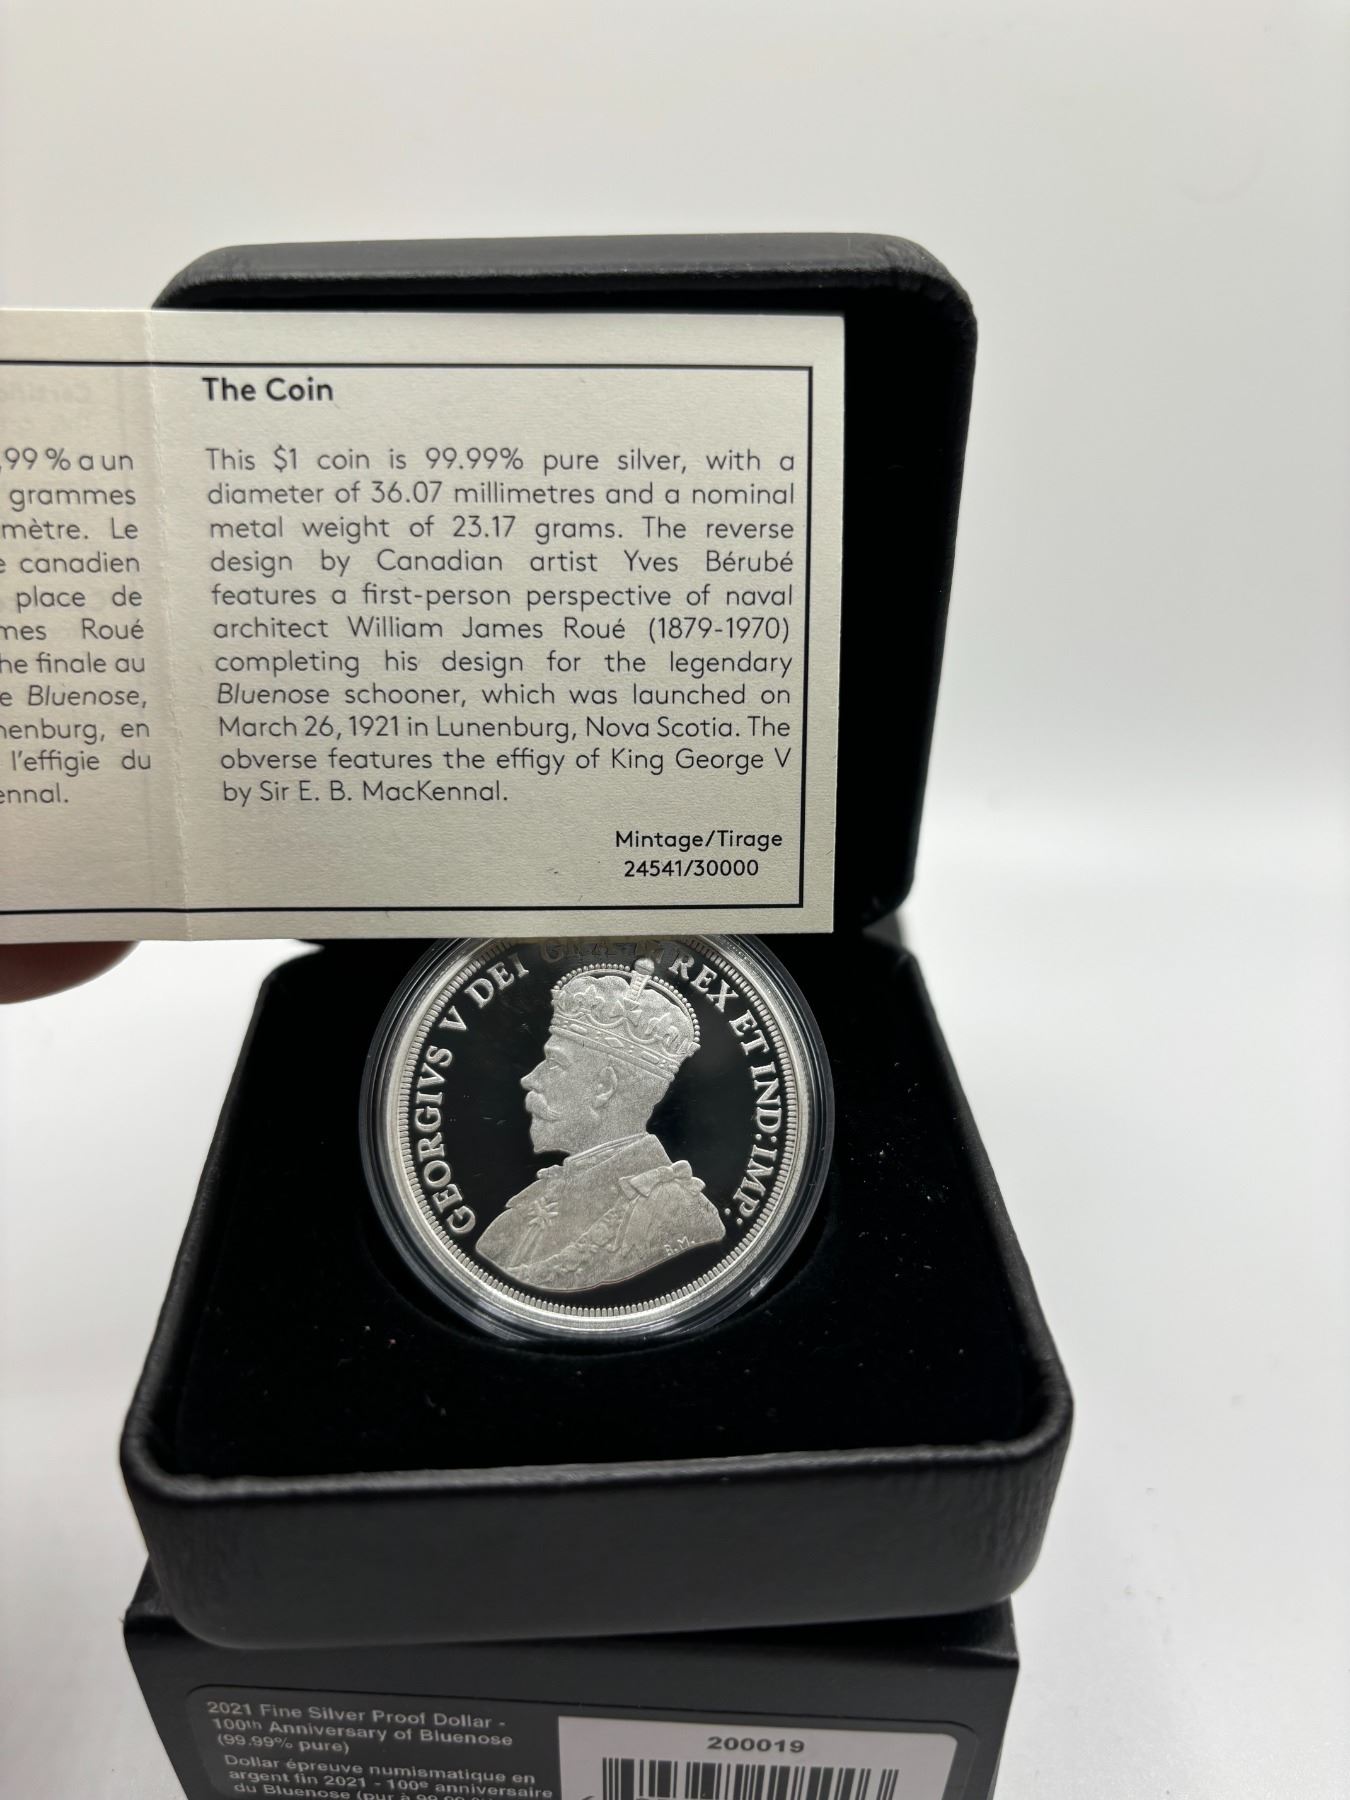 ,99 % a un
grammes
mètre. Le
canadien
place de
mes Roué
he finale au
e Bluenose,
nenburg, en
l'effigie du
ennal.
The Coin
This $1 coin is 99.99% pure silver, with a
diameter of 36.07 millimetres and a nominal
metal weight of 23.17 grams. The reverse
design by Canadian artist Yves Bérubé
features a first-person perspective of naval
architect William James Roué (1879-1970)
completing his design for the legendary
Bluenose schooner, which was launched on
March 26, 1921 in Lunenburg, Nova Scotia. The
obverse features the effigy of King George V
by Sir E. B. MacKennal.
Mintage/Tirage
24541/30000
GEORGIVS V DEI GRA: REX ET IND:IMP:
B.M.
2021 Fine Silver Proof Dollar -
100th Anniversary of Bluenose
(99.99% pure)
Dollar épreuve numismatique en
argent fin 2021 - 100e anniversaire
du Bluenose (pur à 99,99
200019